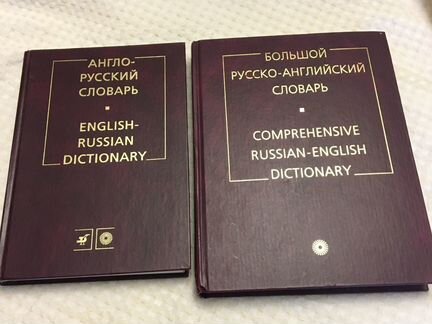 АНГЛО-
РУССКИЙ
СЛОВАРЬ
ENGLISH-
RUSSIAN
DICTIONARY
БОЛЬШОЙ
РУССКО-АНГЛИЙСКИЙ
СЛОВАРЬ
COMPREHENSIVE
RUSSIAN-ENGLISH
DICTIONARY